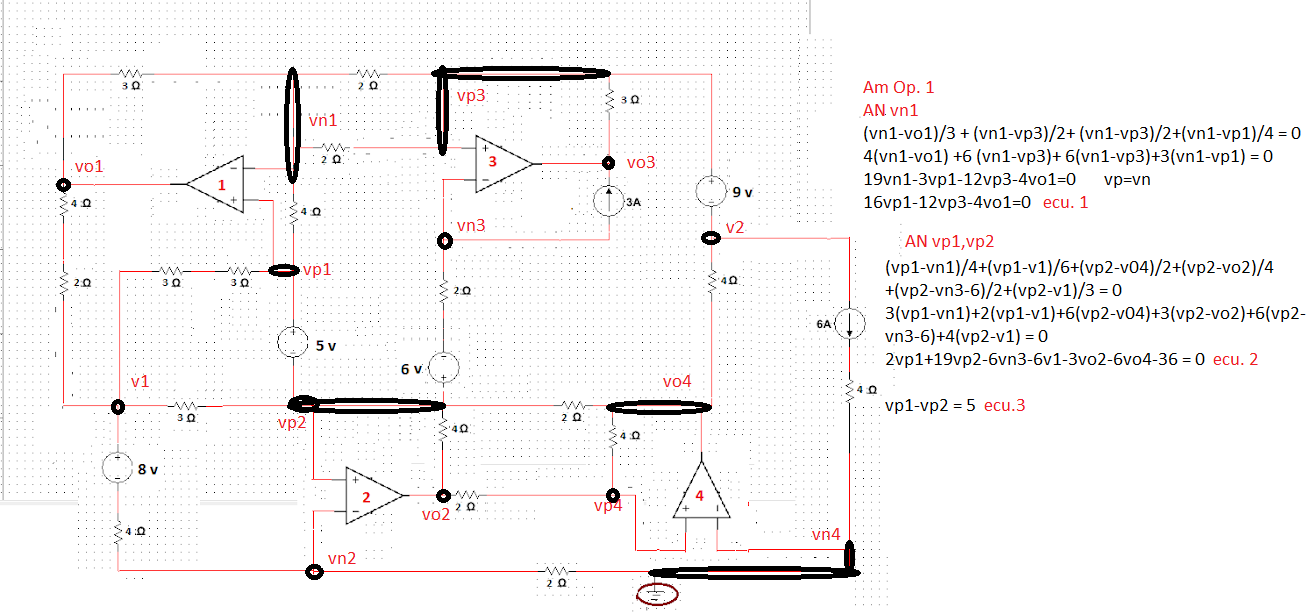 3 Ω
2 Ω
vp3
3 Ω
vn1
2 Ω
3
vo3
vo1
1
9 v
4 Ω
4 Ω
3A
vn3
v2
vp1
3 Ω
3 Ω
2 Ω
2 Ω
4 Ω
5 v
6A
6 v
v1
vo4
4 Ω
3 Ω
vp2
2 Ω
4 Ω
4 Ω
8 v
2
4
vo2
2 Ω
vp4
4 Ω
vn4
vn2
2 Ω
Am Op. 1
AN vn1
(vn1-vo1)/3 + (vn1-vp3)/2+ (vn1-vp3)/2+(vn1-vp1)/4 = 0
4(vn1-vo1) +6 (vn1-vp3)+ 6(vn1-vp3)+3(vn1-vp1) = 0
19vn1-3vp1-12vp3-4vo1=0 vp=vn
16vp1-12vp3-4vo1=0 ecu. 1
AN vp1,vp2
(vp1-vn1)/4+(vp1-v1)/6+(vp2-v04)/2+(vp2-vo2)/4
+(vp2-vn3-6)/2+(vp2-v1)/3 = 0
3(vp1-vn1)+2(vp1-v1)+6(vp2-v04)+3(vp2-vo2)+6(vp2-
vn3-6)+4(vp2-v1) = 0
2vp1+19vp2-6vn3-6v1-3vo2-6vo4-36 = 0 ecu. 2
vp1-vp2 = 5 ecu.3